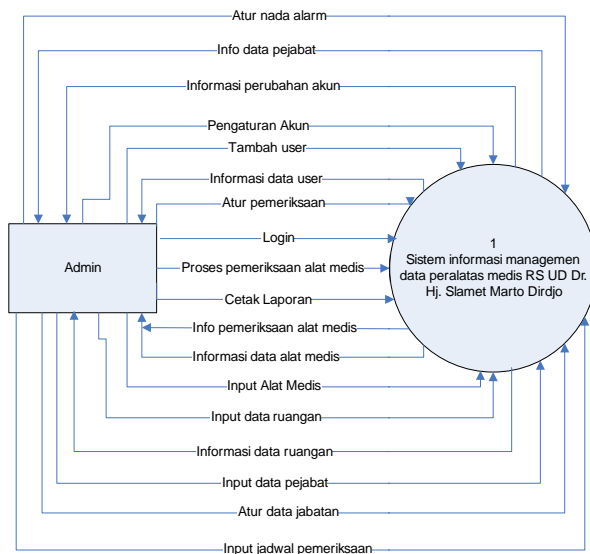 Atur nada alarm
Info data pejabat
Informasi perubahan akun
Pengaturan Akun
Tambah user
Informasi data user
Atur pemeriksaan
Login
Admin
Proses pemeriksaan alat medis
1
Sistem informasi managemen
data peralatas medis RS UD Dr.
Hj. Slamet Marto Dirdjo
Cetak Laporan
Info pemeriksaan alat medis
Informasi data alat medis
Input Alat Medis
Input data ruangan
Informasi data ruangan
Input data pejabat
Atur data jabatan
Input jadwal pemeriksaan